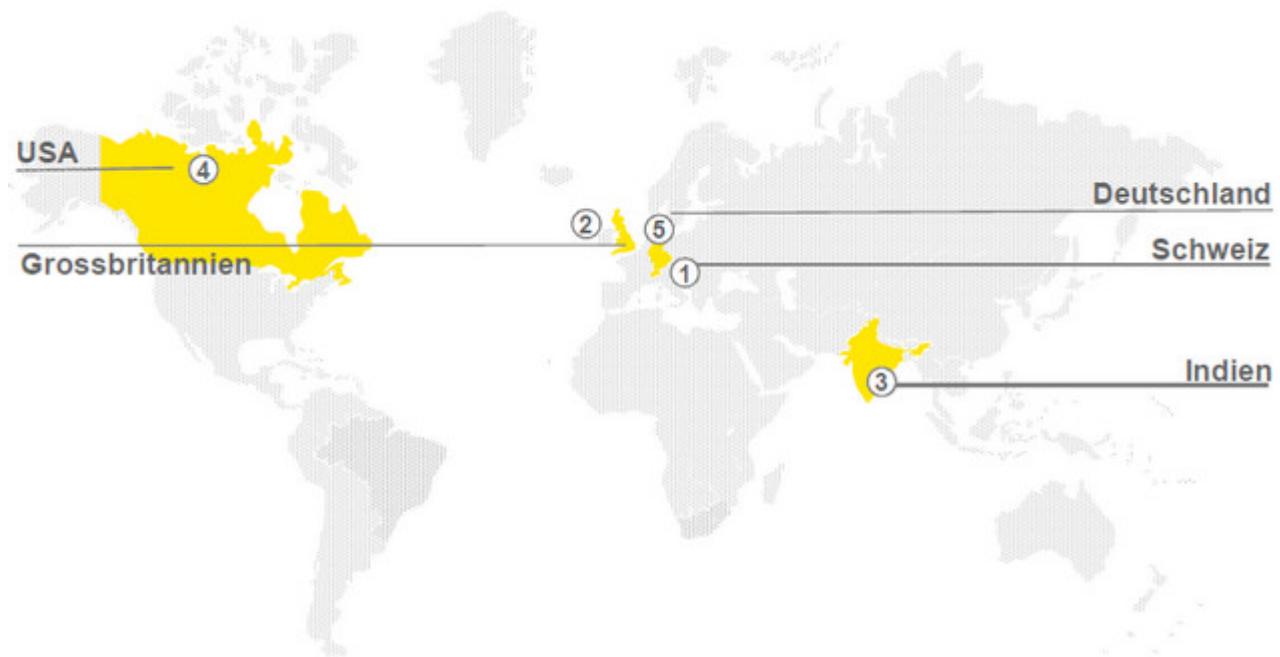 USA
4
Deutschland
2
5
Grossbritannien
Schweiz
1
Indien
3